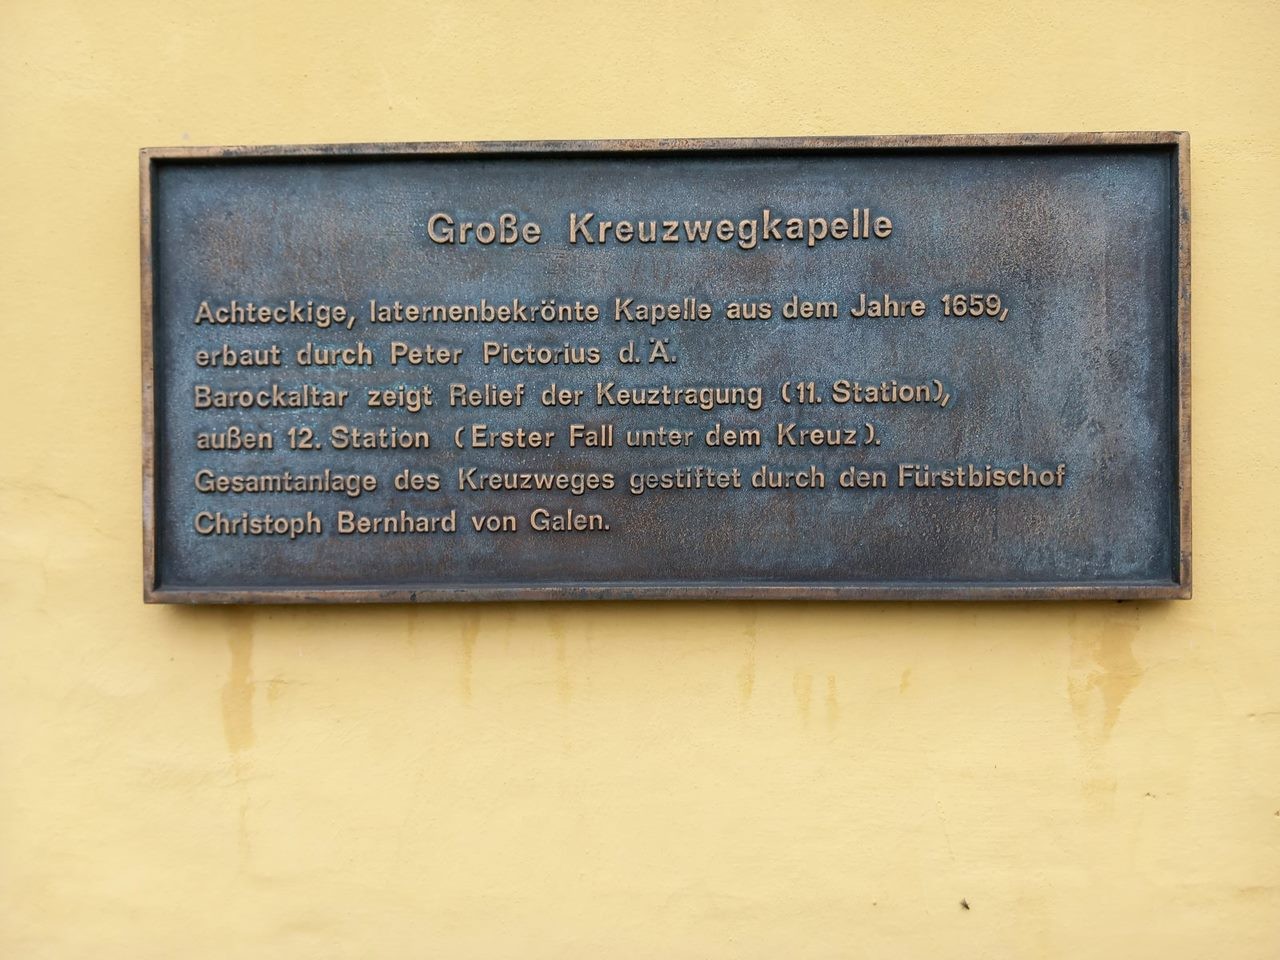 Große Kreuzwegkapelle
Achteckige, laternenbekrönte Kapelle aus dem Jahre 1659,
erbaut durch Peter Pictorius d. Ä.
Barockaltar zeigt Relief der Keuztragung (11. Station),
außen 12. Station (Erster Fall unter dem Kreuz).
Gesamtanlage des Kreuzweges gestiftet durch den Fürstbischof
Christoph Bernhard von Galen.